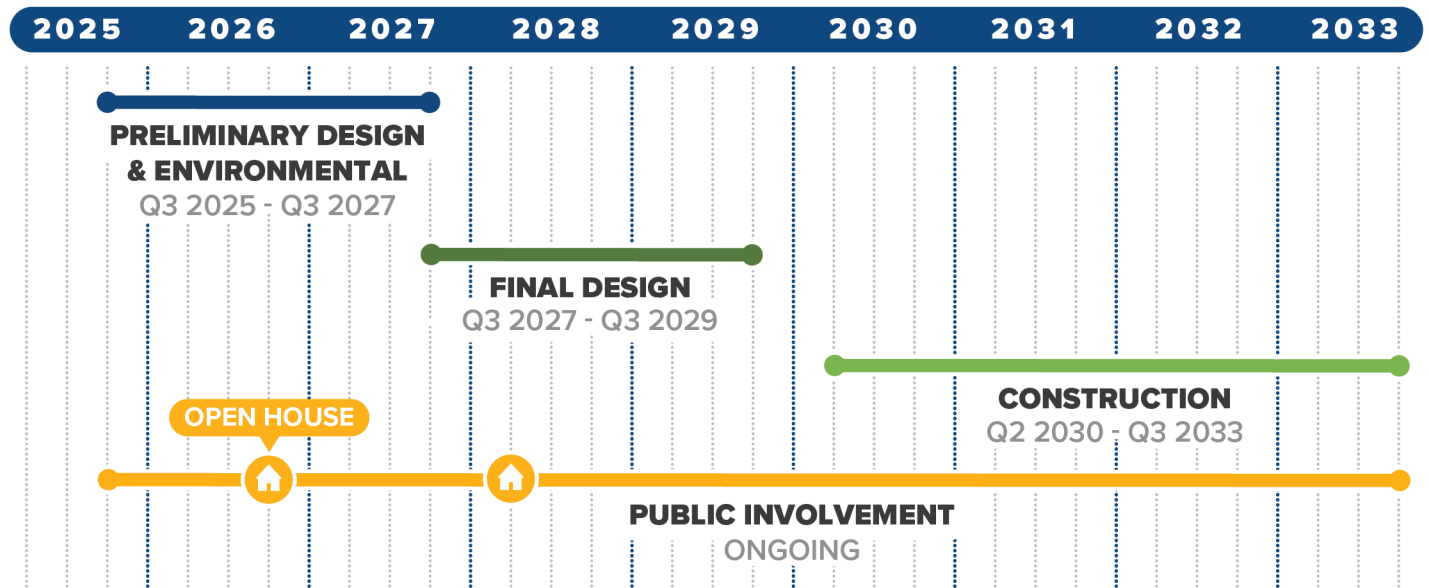 2025 2026 2027 2028 2029 2030 2031 2032 2033
PRELIMINARY DESIGN
& ENVIRONMENTAL
Q3 2025 - Q3 2027
FINAL DESIGN
Q3 2027 - Q3 2029
CONSTRUCTION
Q2 2030 - Q3 2033
OPEN HOUSE
PUBLIC INVOLVEMENT
ONGOING